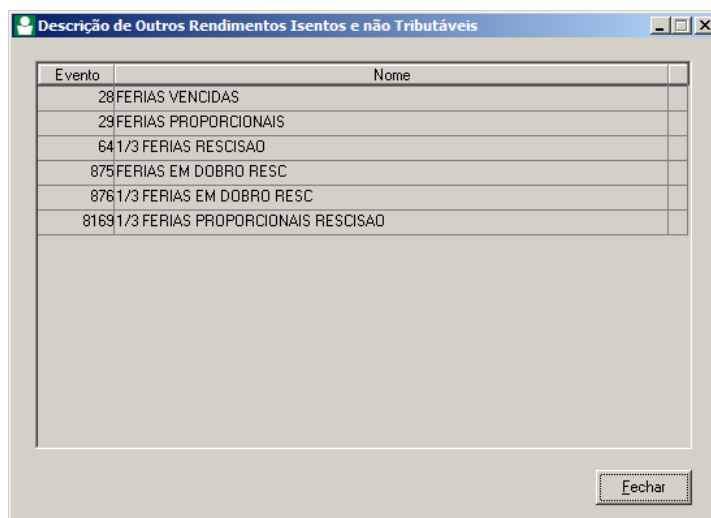 Descrição de Outros Rendimentos Isentos e não Tributáveis
Evento Nome
28 FERIAS VENCIDAS
29 FERIAS PROPORCIONAIS
64 1/3 FERIAS RESCISAO
875 FERIAS EM DOBRO RESC
876 1/3 FERIAS EM DOBRO RESC
8169 1/3 FERIAS PROPORCIONAIS RESCISAO
Fechar